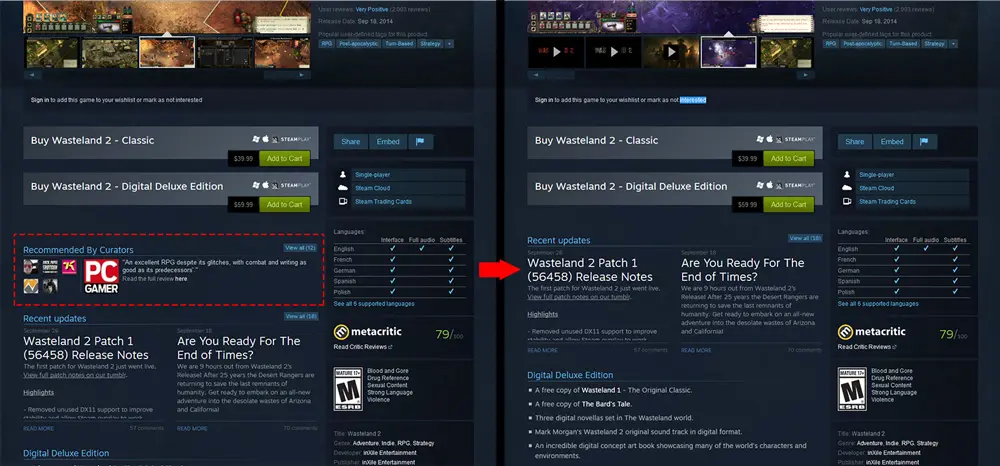 User reviews: Very Positive (2,003 reviews)
Release Date: Sep 18, 2014
Popular user-defined tags for this product:
RPG Post-apocalyptic Turn-Based Strategy +
Sign in to add this game to your wishlist or mark as not interested
Buy Wasteland 2 - Classic
STEAMPLAY
$39.99 Add to Cart
Buy Wasteland 2 - Digital Deluxe Edition
STEAMPLAY
$59.99 Add to Cart
Recommended By Curators View all (12)
PC
GAMER
"An excellent RPG despite its glitches, with combat and writing as
good as its predecessors'."
Read the full review here
Recent updates View all (18)
September 26
Wasteland 2 Patch 1
(56458) Release Notes
The first patch for Wasteland 2 just went live.
View full patch notes on our tumblr.
Highlights
- Removed unused DX11 support to improve
stability and allow Steam overlay to work
READ MORE 57 comments
September 18
Are You Ready For The
End of Times?
We are 9 hours out from Wasteland 2's
Release! After 25 years the Desert Rangers are
returning to save the last remnants of
humanity. Get ready to embark on an all-new
adventure into the desolate wastes of Arizona
and California!
READ MORE 70 comments
Digital Deluxe Edition
Share Embed
Single-player
Steam Cloud
Steam Trading Cards
Languages:
Interface Full audio Subtitles
English
French
German
Spanish
Polish
See all 6 supported languages
metacritic 79/100
Read Critic Reviews
MATURE 17+
M
ESRB
Blood and Gore
Drug Reference
Sexual Content
Strong Language
Violence
Title: Wasteland 2
Genre: Adventure, Indie, RPG, Strategy
Developer: inXile Entertainment
Publisher: inXile Entertainment
User reviews: Very Positive (2,003 reviews)
Release Date: Sep 18, 2014
Popular user-defined tags for this product:
RPG Post-apocalyptic Turn-Based Strategy +
Sign in to add this game to your wishlist or mark as not interested
Buy Wasteland 2 - Classic
STEAMPLAY
$39.99 Add to Cart
Buy Wasteland 2 - Digital Deluxe Edition
STEAMPLAY
$59.99 Add to Cart
Recent updates View all (18)
September 26
Wasteland 2 Patch 1
(56458) Release Notes
The first patch for Wasteland 2 just went live.
View full patch notes on our tumblr.
Highlights
- Removed unused DX11 support to improve
stability and allow Steam overlay to work
READ MORE 57 comments
September 18
Are You Ready For The
End of Times?
We are 9 hours out from Wasteland 2's
Release! After 25 years the Desert Rangers are
returning to save the last remnants of
humanity. Get ready to embark on an all-new
adventure into the desolate wastes of Arizona
and California!
READ MORE 70 comments
Digital Deluxe Edition
A free copy of Wasteland 1 - The Original Classic.
A free copy of The Bard's Tale.
Three digital novellas set in The Wasteland world.
Mark Morgan's Wasteland 2 original sound track in digital format.
An incredible digital concept art book showcasing many of the world's characters and
environments.
Share Embed
Single-player
Steam Cloud
Steam Trading Cards
Languages:
Interface Full audio Subtitles
English
French
German
Spanish
Polish
See all 6 supported languages
metacritic 79/100
Read Critic Reviews
MATURE 17+
M
ESRB
Blood and Gore
Drug Reference
Sexual Content
Strong Language
Violence
Title: Wasteland 2
Genre: Adventure, Indie, RPG, Strategy
Developer: inXile Entertainment
Publisher: inXile Entertainment